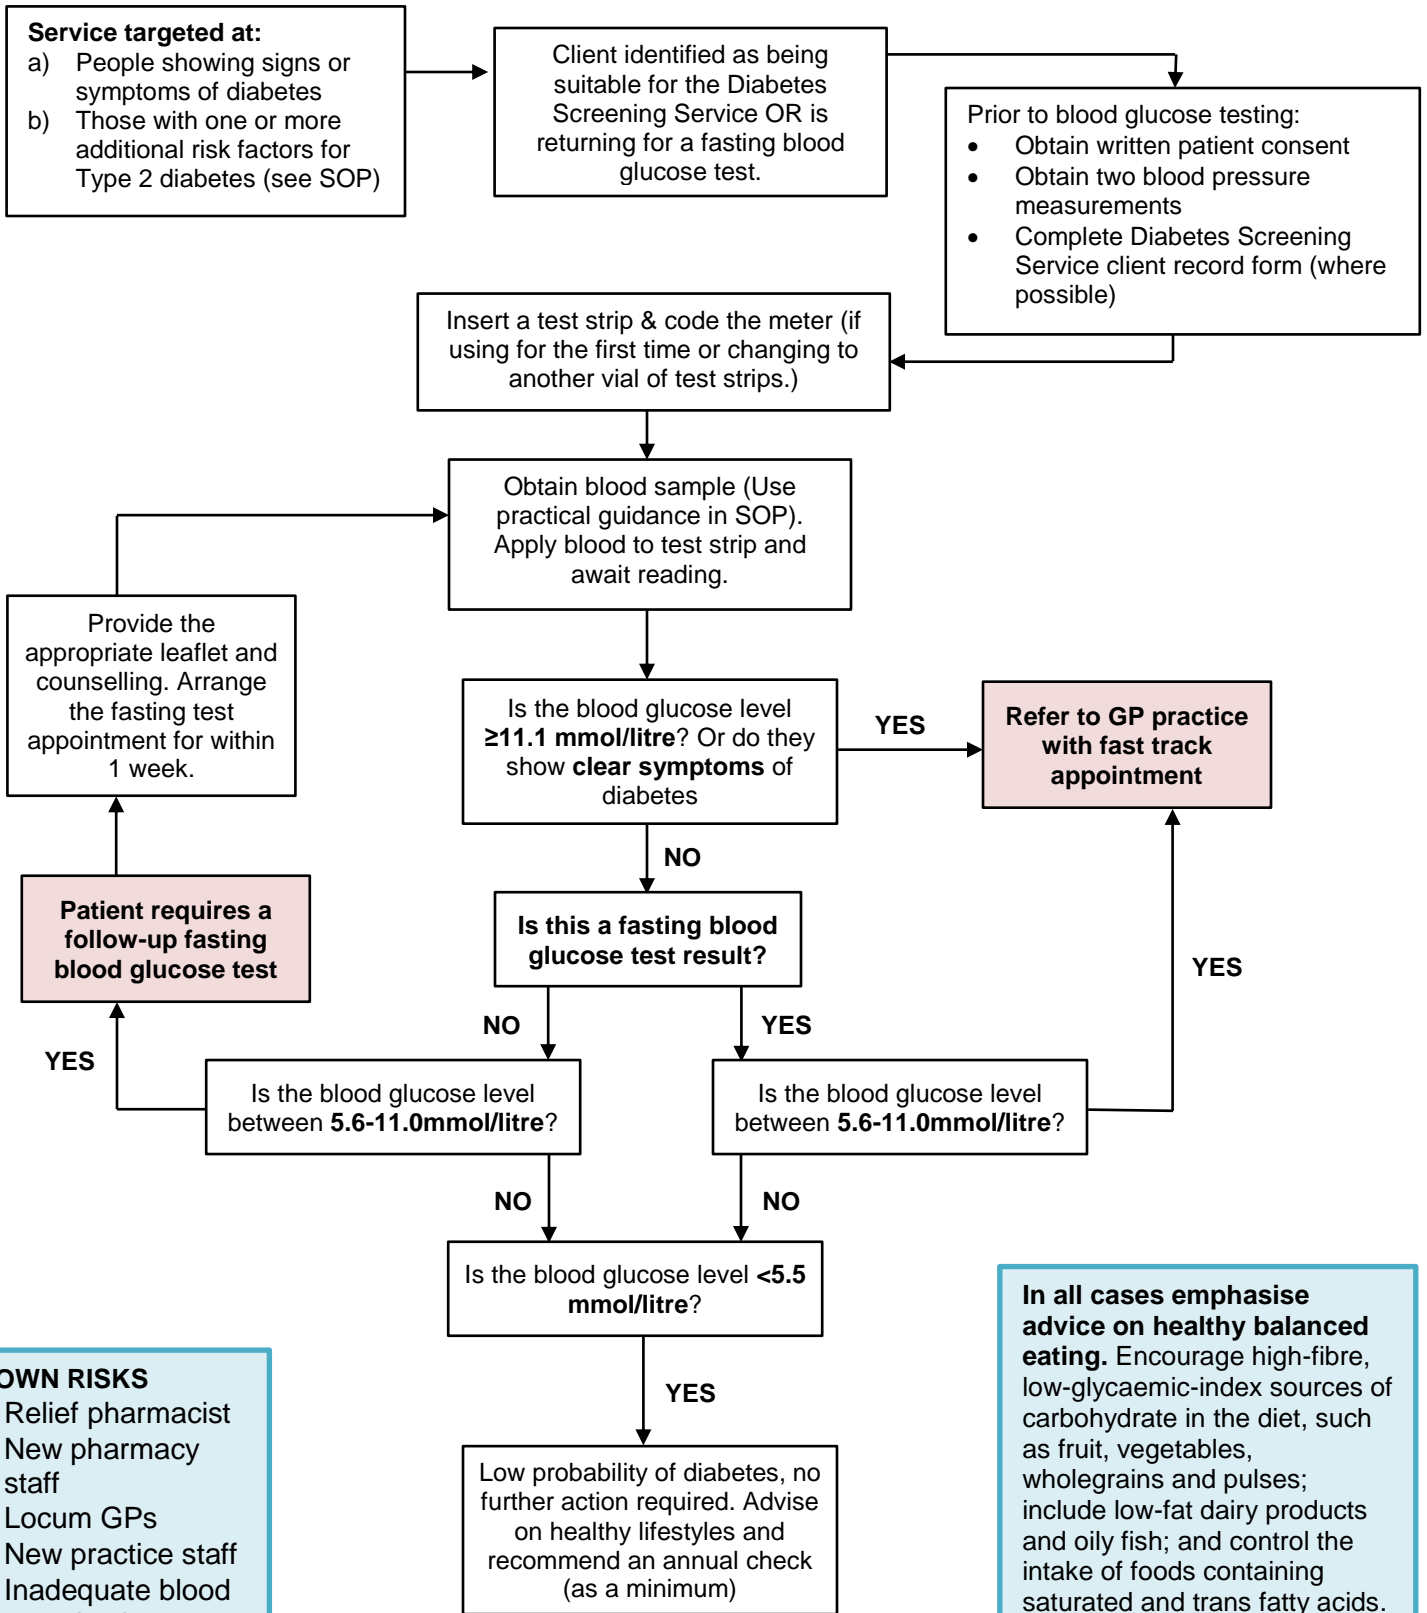 Service targeted at:
a) People showing signs or
symptoms of diabetes
b) Those with one or more
additional risk factors for
Type 2 diabetes (see SOP)
Client identified as being
suitable for the Diabetes
Screening Service OR is
returning for a fasting blood
glucose test.
Prior to blood glucose testing:
• Obtain written patient consent
• Obtain two blood pressure
measurements
• Complete Diabetes Screening
Service client record form (where
possible)
Insert a test strip & code the meter (if
using for the first time or changing to
another vial of test strips.)
Obtain blood sample (Use
practical guidance in SOP).
Apply blood to test strip and
await reading.
Provide the
appropriate leaflet and
counselling. Arrange
the fasting test
appointment for within
1 week.
Is the blood glucose level
≥11.1 mmol/litre? Or do they
show clear symptoms of
diabetes
YES
Refer to GP practice
with fast track
appointment
NO
Patient requires a
follow-up fasting
blood glucose test
Is this a fasting blood
glucose test result?
YES
NO
YES
YES
Is the blood glucose level
between 5.6-11.0mmol/litre?
Is the blood glucose level
between 5.6-11.0mmol/litre?
NO
NO
Is the blood glucose level <5.5
mmol/litre?
YES
Low probability of diabetes, no
further action required. Advise
on healthy lifestyles and
recommend an annual check
(as a minimum)
OWN RISKS
Relief pharmacist
New pharmacy
staff
Locum GPs
New practice staff
Inadequate blood
In all cases emphasise
advice on healthy balanced
eating. Encourage high-fibre,
low-glycaemic-index sources of
carbohydrate in the diet, such
as fruit, vegetables,
wholegrains and pulses;
include low-fat dairy products
and oily fish; and control the
intake of foods containing
saturated and trans fatty acids.